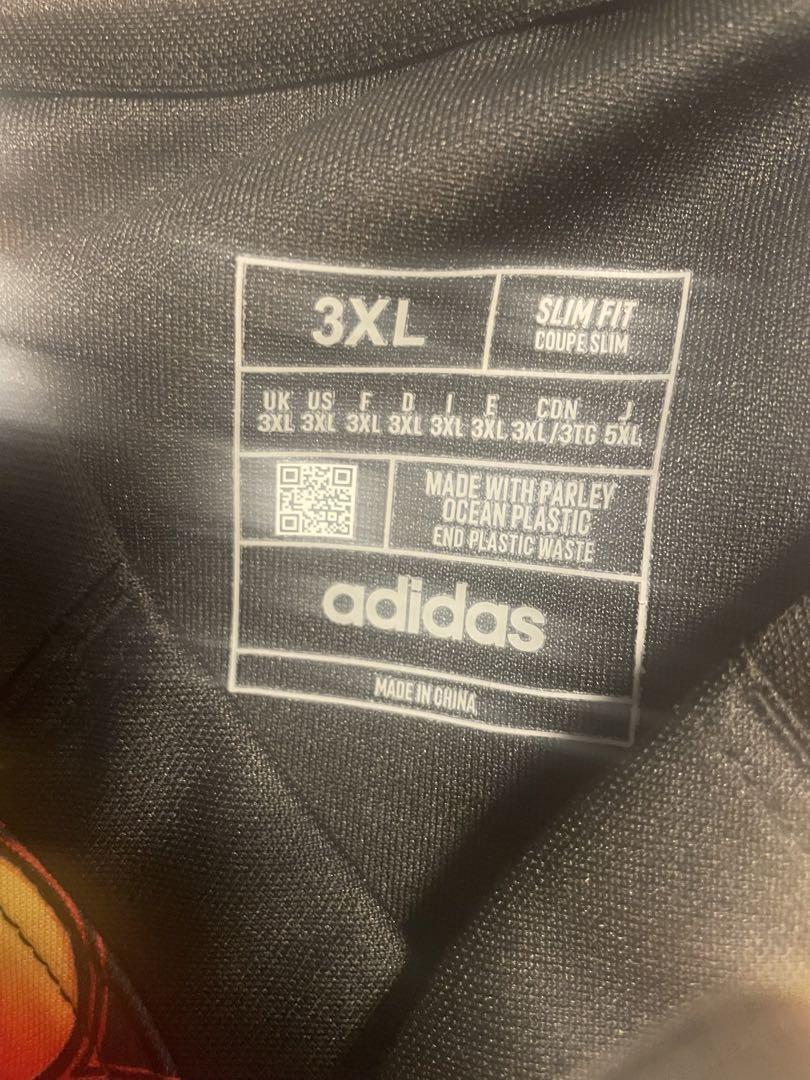 3XL
SLIM FIT
COUPE SLIM
UK US F D I E CDN J
3XL 3XL 3XL 3XL 3XL 3XL 3XL/3TG 5XL
MADE WITH PARLEY
OCEAN PLASTIC
END PLASTIC WASTE
adidas
MADE IN CHINA